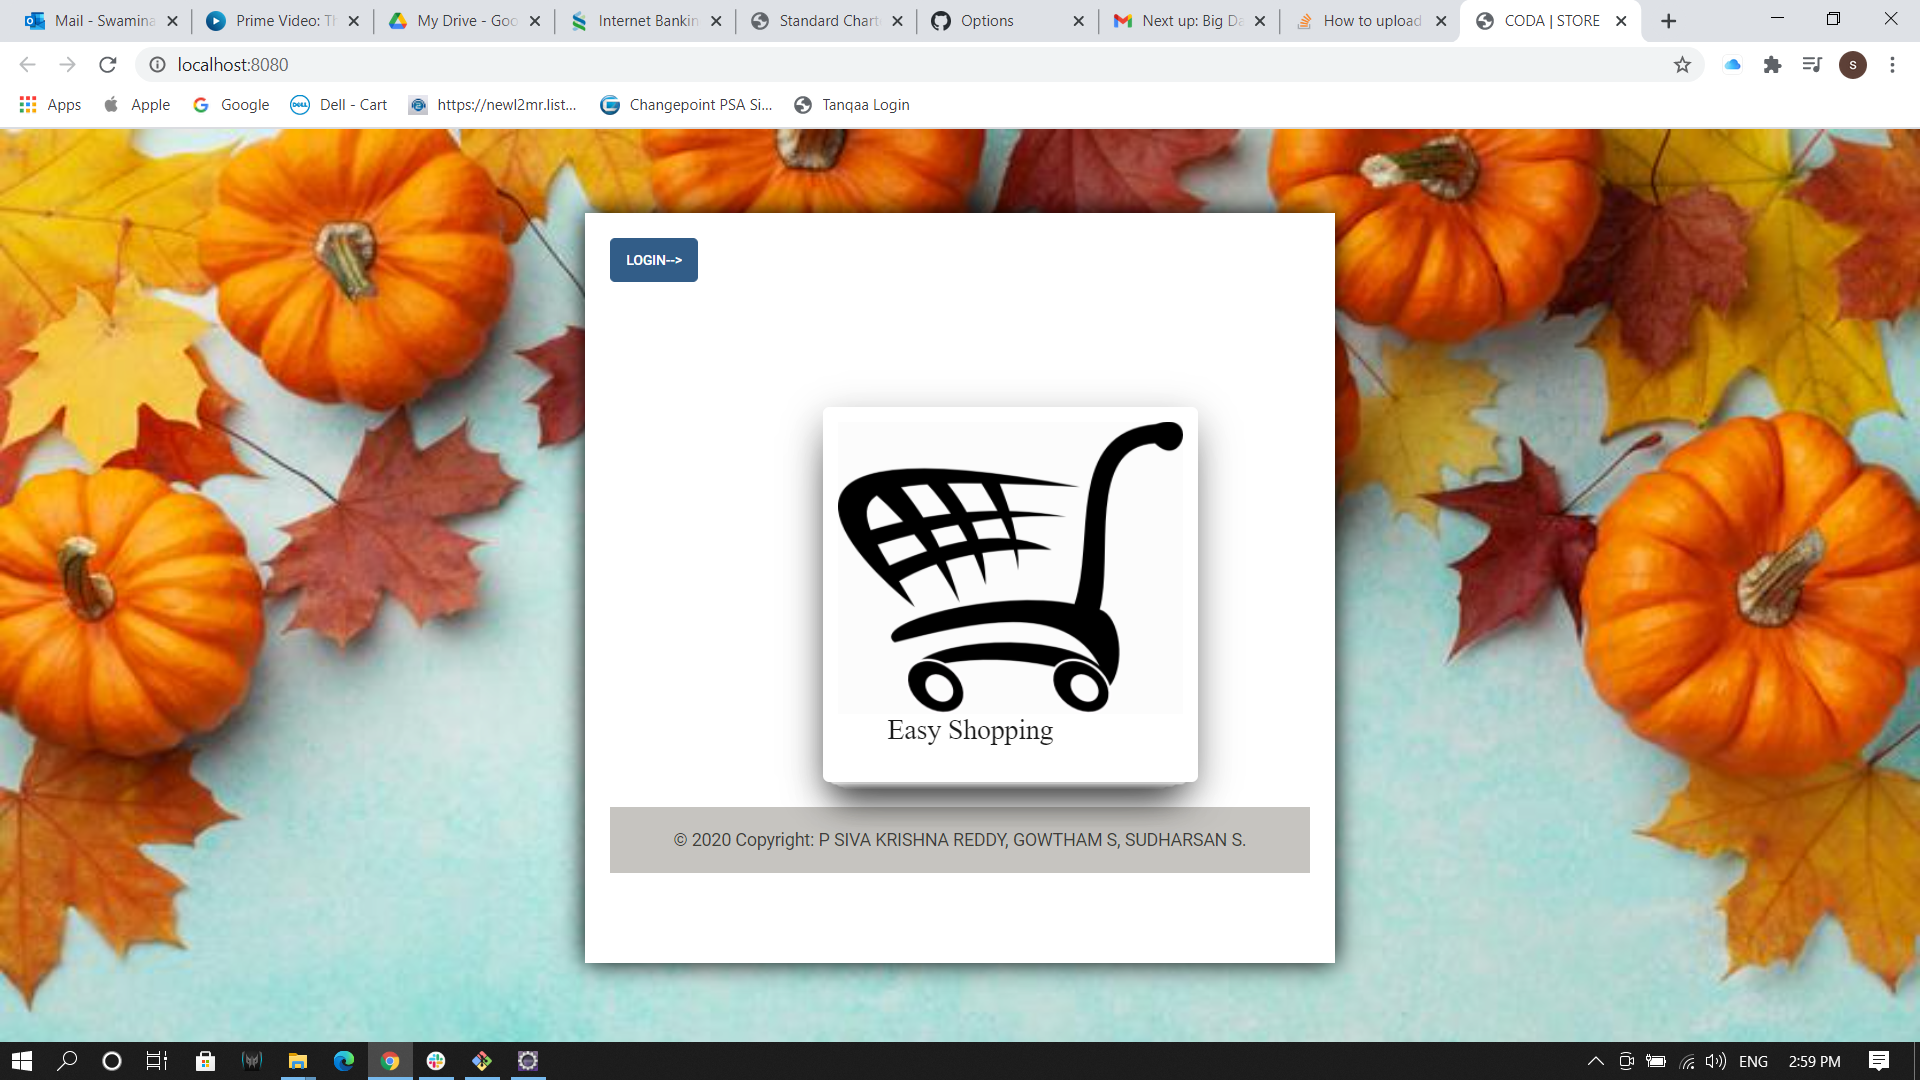 Mail - Swamina
Prime Video: Th
My Drive - Goo
Internet Bankin
Standard Charte
Options
Next up: Big Da
How to upload
CODA | STORE
localhost:8080
S
Apps
Apple
Google
Dell - Cart
https://newl2mr.list...
Changepoint PSA Si...
Tanqaa Login
LOGIN-->
Easy Shopping
© 2020 Copyright: P SIVA KRISHNA REDDY, GOWTHAM S, SUDHARSAN S.
ENG
2:59 PM